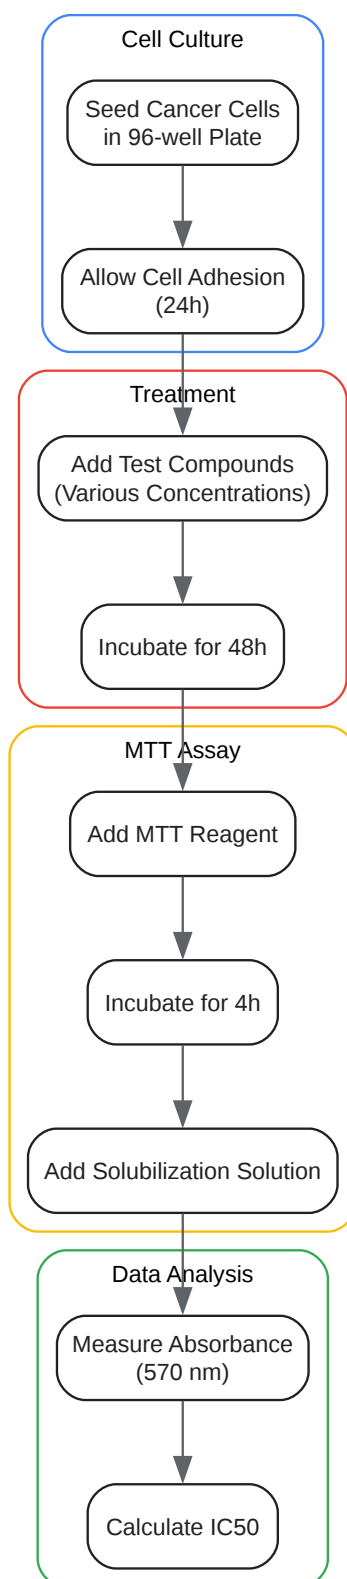 Cell Culture
Seed Cancer Cells
in 96-well Plate
Allow Cell Adhesion
(24h)
Treatment
Add Test Compounds
(Various Concentrations)
Incubate for 48h
MTT Assay
Add MTT Reagent
Incubate for 4h
Add Solubilization Solution
Data Analysis
Measure Absorbance
(570 nm)
Calculate IC50